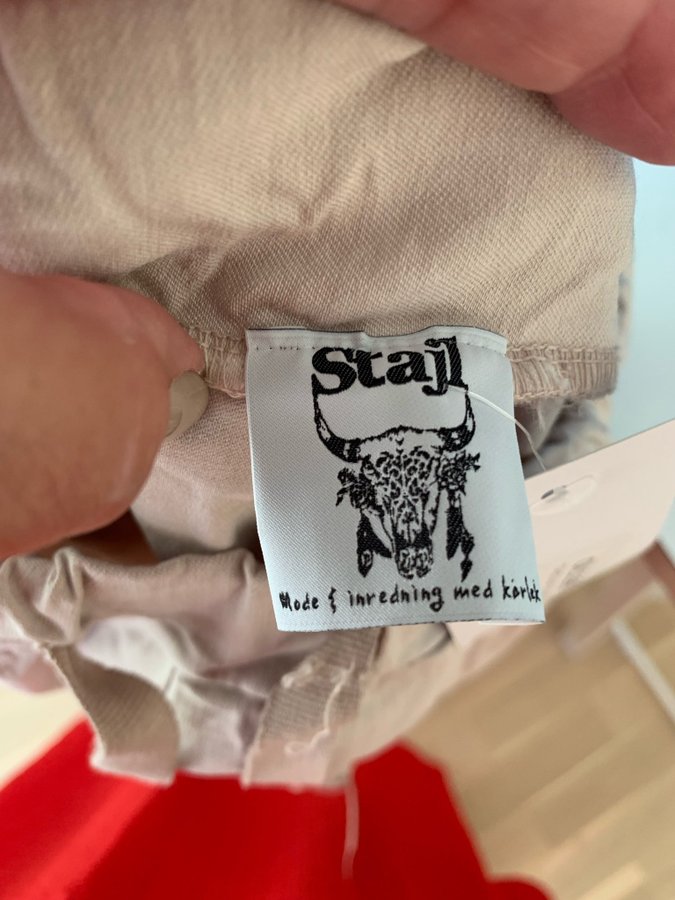 Stajl
Mode & inredning med kärlek